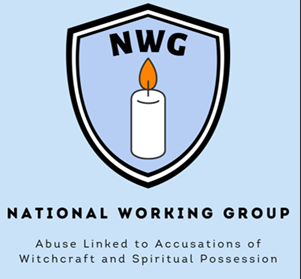 NWG
NATIONAL WORKING GROUP
Abuse Linked to Accusations of
Witchcraft and Spiritual Possession